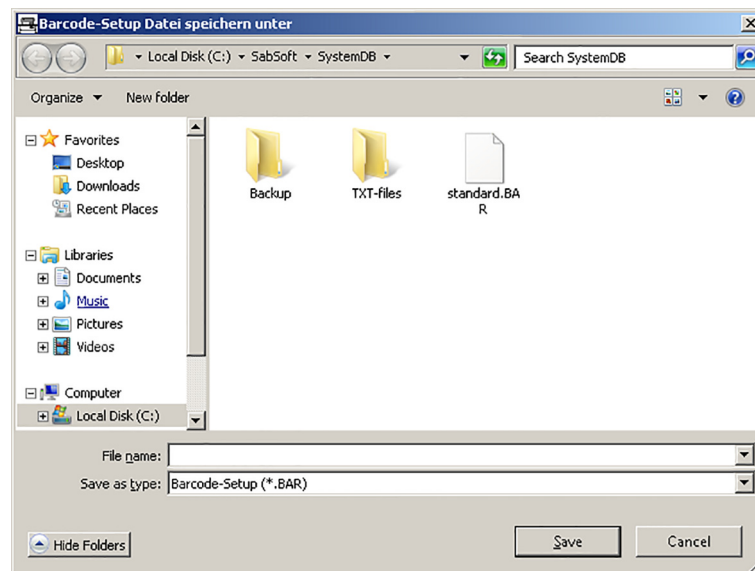 Barcode-Setup Datei speichern unter
Local Disk (C:) SabSoft SystemDB
Search SystemDB
Organize New folder
Favorites
Desktop
Downloads
Recent Places
Libraries
Documents
Music
Pictures
Videos
Computer
Local Disk (C:)
Backup
TXT-files
standard.BA
R
File name:
Save as type: Barcode-Setup (*.BAR)
Hide Folders
Save
Cancel